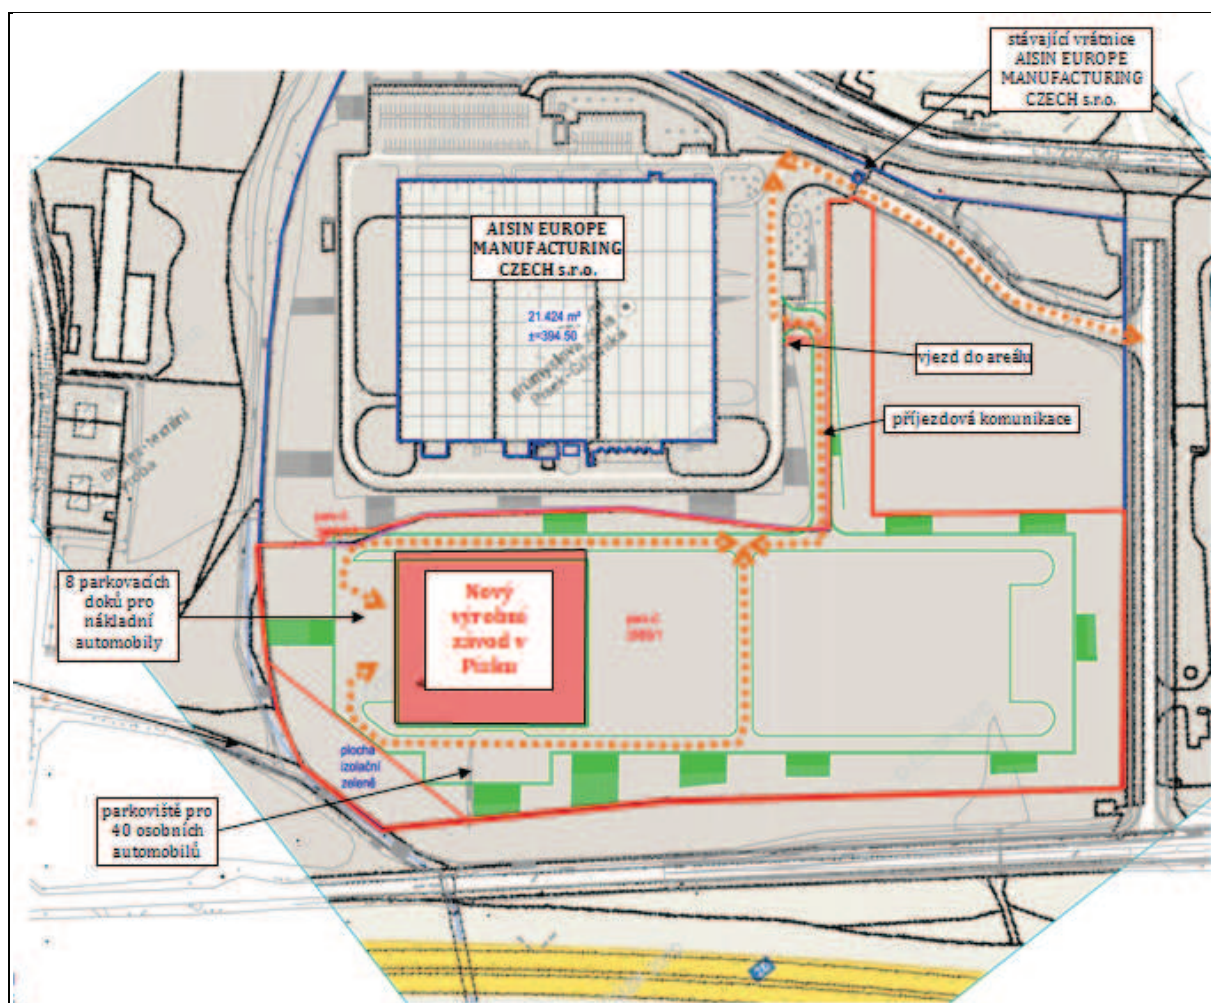 stávající vrátnice
AISIN EUROPE
MANUFACTURING
CZECH s.r.o.
AISIN EUROPE
MANUFACTURING
CZECH s.r.o.
21.424 m²
±=394.50
průmyslová zóna
vjezd do areálu
příjezdová komunikace
8 parkovacích
doků pro
nákladní
automobily
Nový
výrobní
závod v
Písku
plocha
izolační
zeleně
parkoviště pro
40 osobních
automobilů